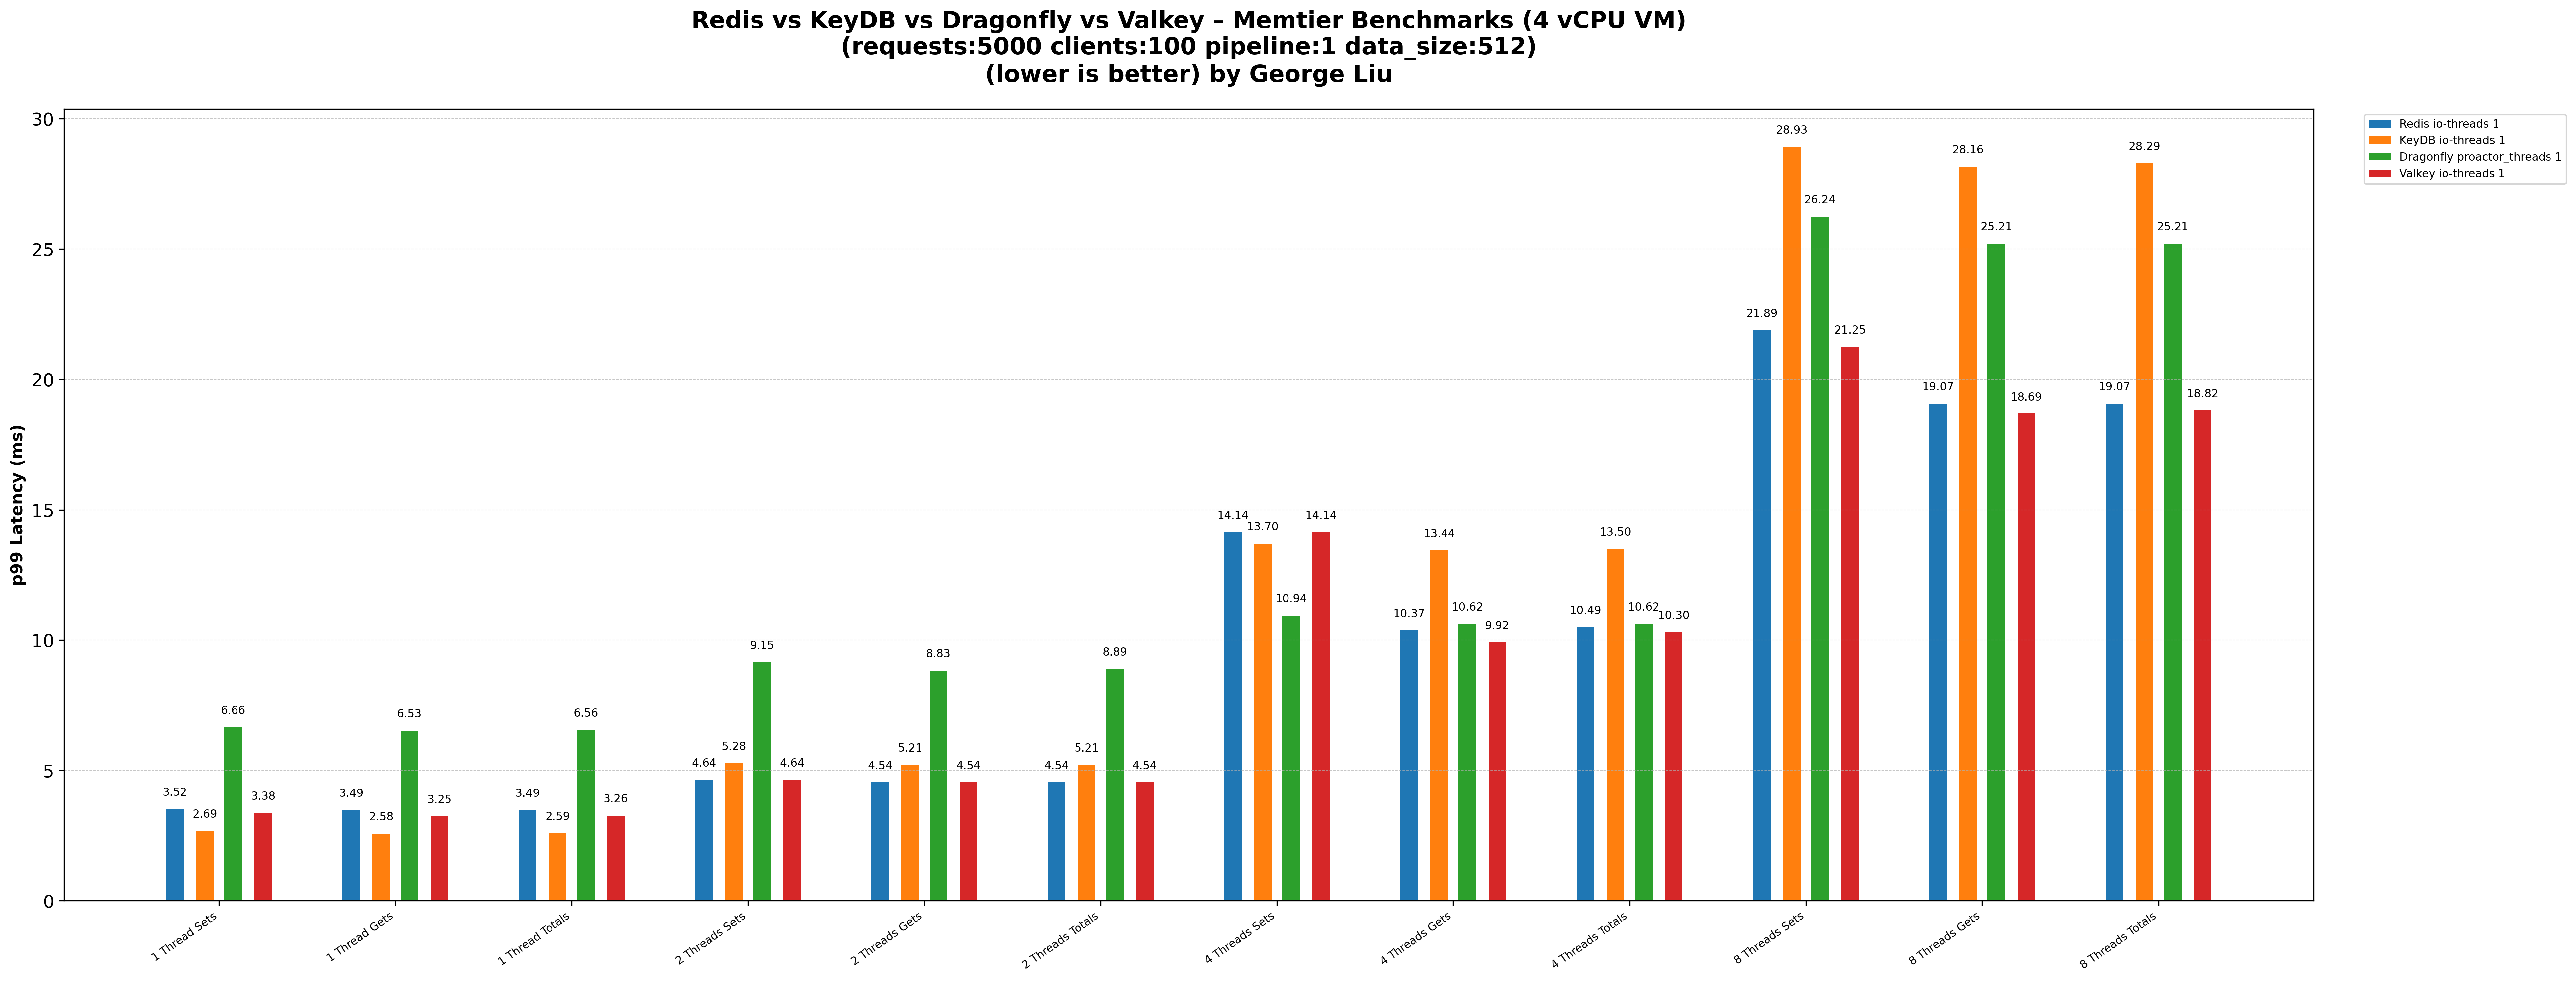 Redis vs KeyDB vs Dragonfly vs Valkey – Memtier Benchmarks (4 vCPU VM)
(requests:5000 clients:100 pipeline:1 data_size:512)
(lower is better) by George Liu
Redis io-threads 1
KeyDB io-threads 1
Dragonfly proactor_threads 1
Valkey io-threads 1
p99 Latency (ms)
30
25
20
15
10
5
0
3.52
2.69
6.66
3.38
3.49
2.58
6.53
3.25
3.49
2.59
6.56
3.26
4.64
5.28
9.15
4.64
4.54
5.21
8.83
4.54
4.54
5.21
8.89
4.54
14.14
13.70
10.94
14.14
10.37
13.44
10.62
9.92
10.49
13.50
10.62
10.30
21.89
28.93
26.24
21.25
19.07
28.16
25.21
18.69
19.07
28.29
25.21
18.82
1 Thread Sets
1 Thread Gets
1 Thread Totals
2 Threads Sets
2 Threads Gets
2 Threads Totals
4 Threads Sets
4 Threads Gets
4 Threads Totals
8 Threads Sets
8 Threads Gets
8 Threads Totals